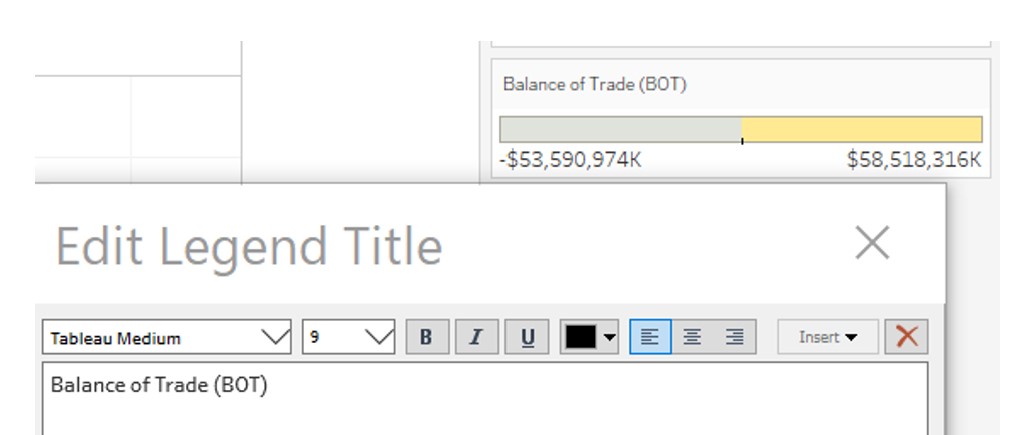 Balance of Trade (BOT)
-$53,590,974K $58,518,316K
Edit Legend Title
Tableau Medium 9 B I U Insert
Balance of Trade (BOT)